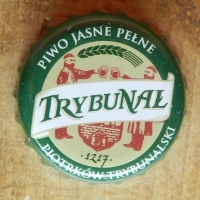 PIWO JASNE PEŁNE
TRYBUNAŁ
·1217·
PIOTRKÓW TRYBUNALSKI